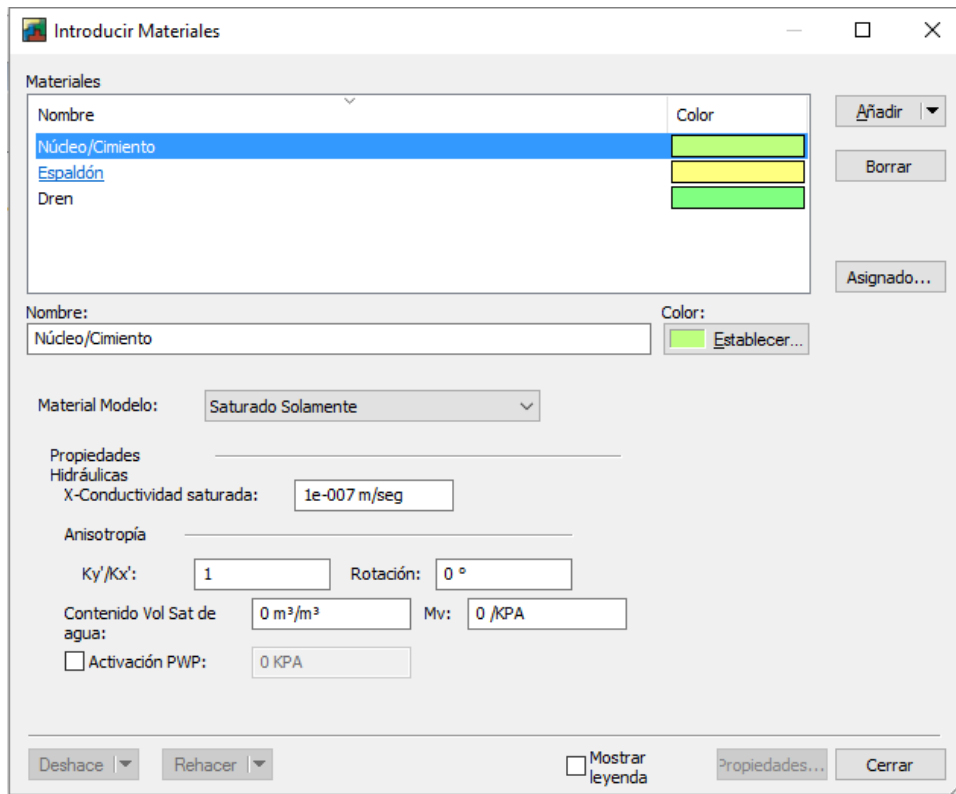 Introducir Materiales
Materiales
Nombre Color
Añadir
Núcleo/Cimiento
Espaldón
Borrar
Dren
Asignado...
Nombre: Color:
Núcleo/Cimiento Establecer...
Material Modelo: Saturado Solamente
Propiedades
Hidráulicas
X-Conductividad saturada: 1e-007 m/seg
Anisotropía
Ky'/Kx': 1 Rotación: 0 °
Contenido Vol Sat de 0 m³/m³ Mv: 0 /KPA
agua:
Activación PWP: 0 KPA
Deshace Rehacer Mostrar
leyenda Propiedades... Cerrar